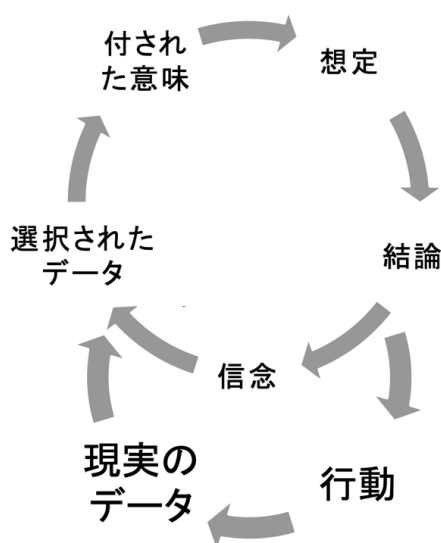 付され
た意味
想定
選択された
データ
結論
信念
現実の
データ
行動